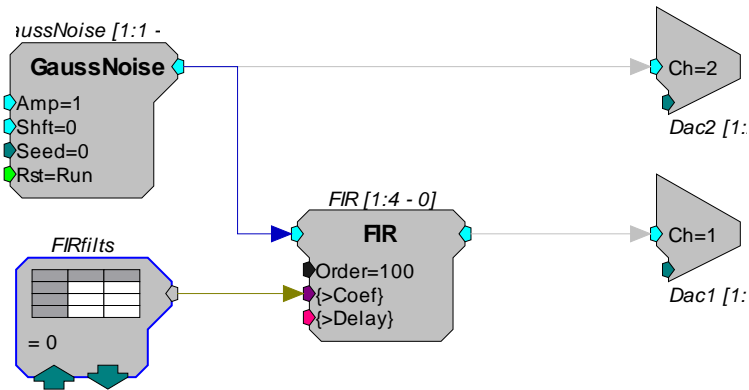 aussNoise [1:1 -
GaussNoise
Amp=1
Shft=0
Seed=0
Rst=Run
Ch=2
Dac2 [1:
FIR [1:4 - 0]
FIR
Order=100
{>Coef}
{>Delay}
Ch=1
Dac1 [1:
FIRfilts
= 0